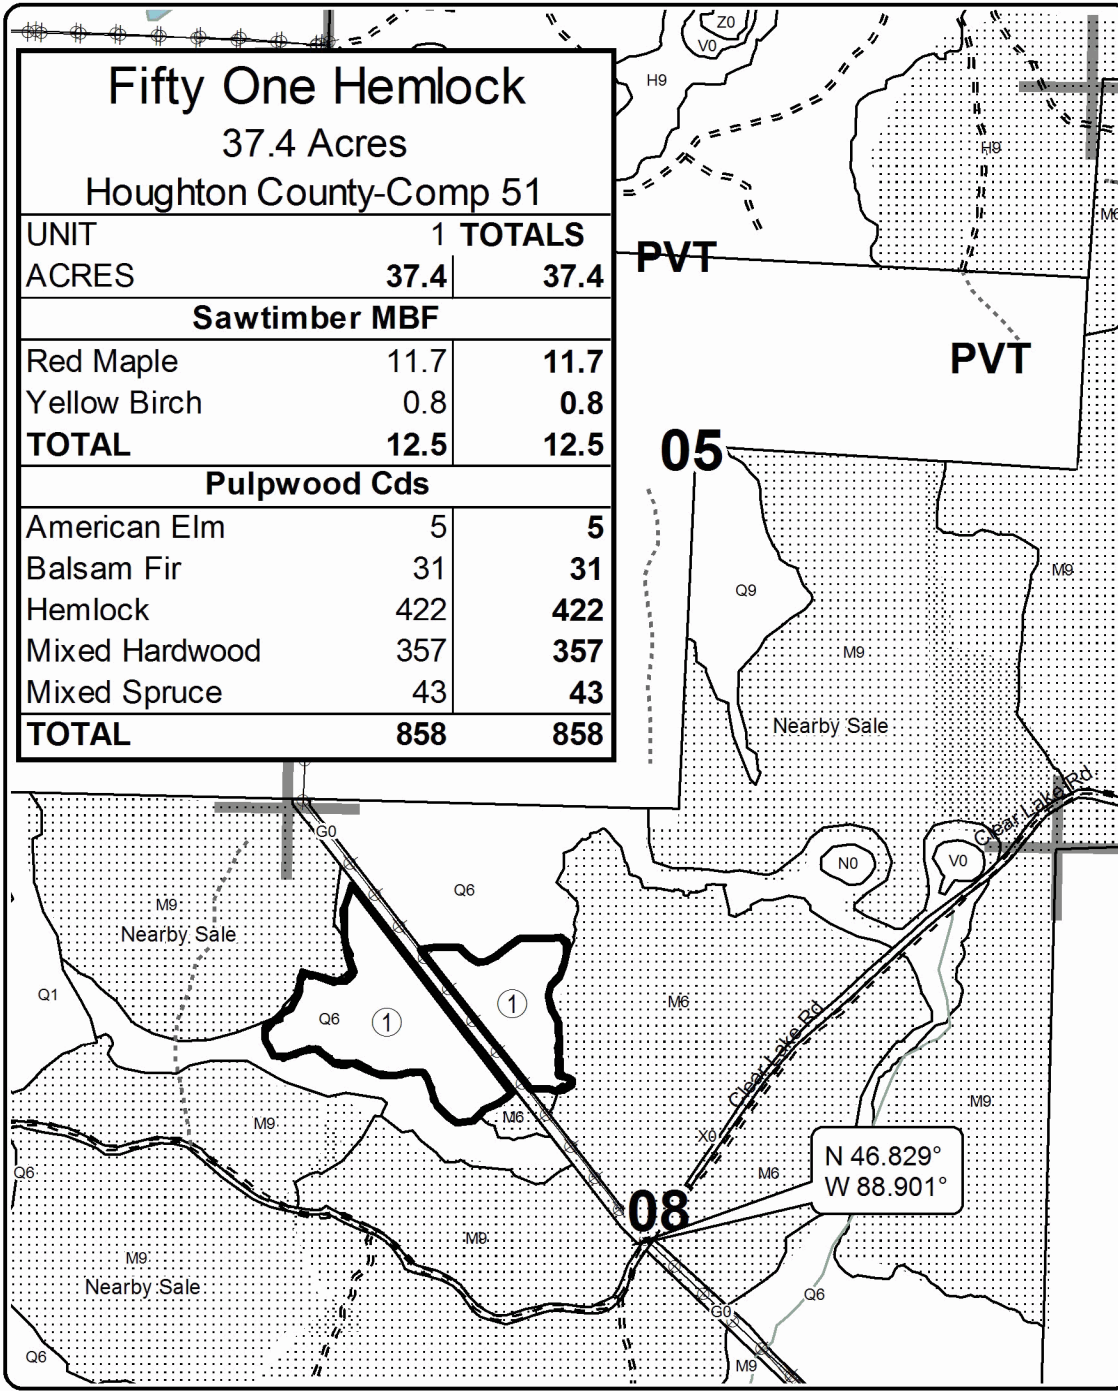 Fifty One Hemlock
37.4 Acres
Houghton County-Comp 51
UNIT 1 TOTALS
ACRES 37.4 37.4
Sawtimber MBF
Red Maple 11.7 11.7
Yellow Birch 0.8 0.8
TOTAL 12.5 12.5
Pulpwood Cds
American Elm 5 5
Balsam Fir 31 31
Hemlock 422 422
Mixed Hardwood 357 357
Mixed Spruce 43 43
TOTAL 858 858
Z0
V0
H9
H9
M6
PVT
PVT
05
M9
Q9
M9
Nearby Sale
Clear Lake Rd
G0
N0
V0
Q6
M9
Nearby Sale
Q1
Q6
1
1
M6
Clear Lake Rd
M9
M6
M9
X0
N 46.829°
W 88.901°
Q6
M6
08
M9
M9
Nearby Sale
Q6
G0
Q6
M9